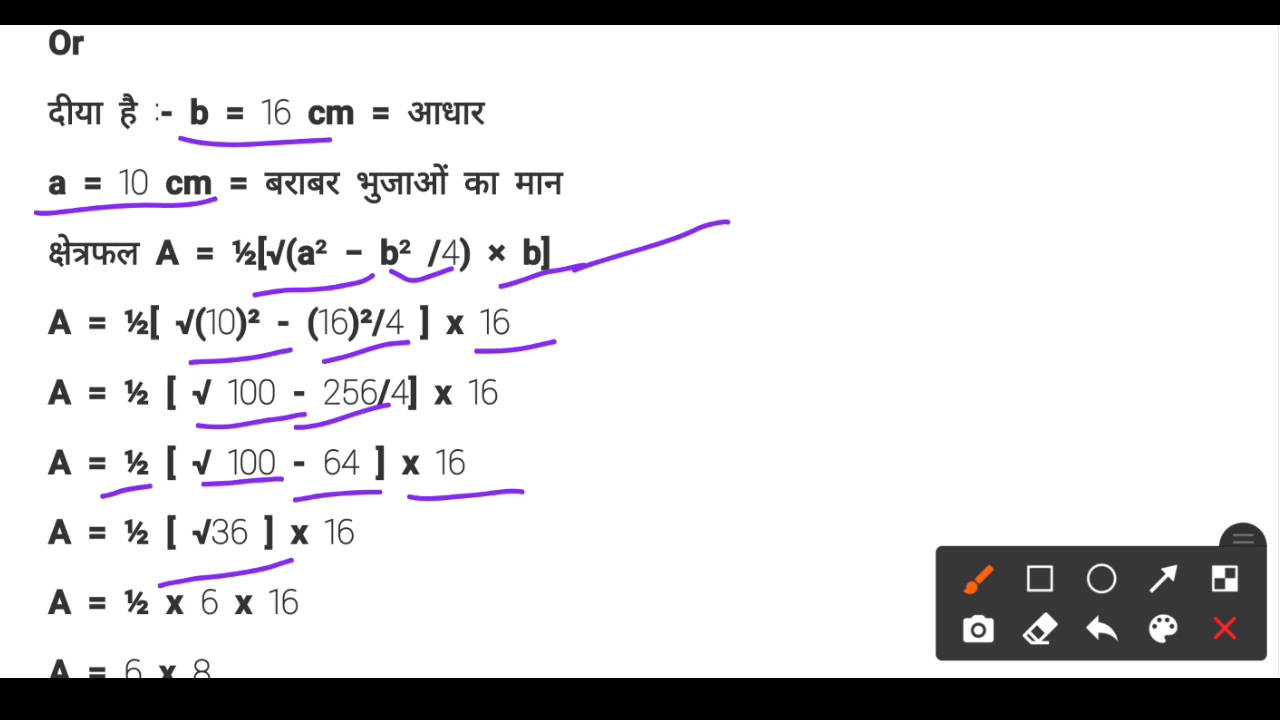 Or
दीया है :- b = 16 cm = आधार
a = 10 cm = बराबर भुजाओं का मान
क्षेत्रफल A = ½[√(a² − b² /4) × b]
A = ½[ √(10)² - (16)²/4 ] x 16
A = ½ [ √ 100 - 256/4] x 16
A = ½ [ √ 100 - 64 ] x 16
A = ½ [ √36 ] x 16
A = ½ x 6 x 16
A = 6 x 8